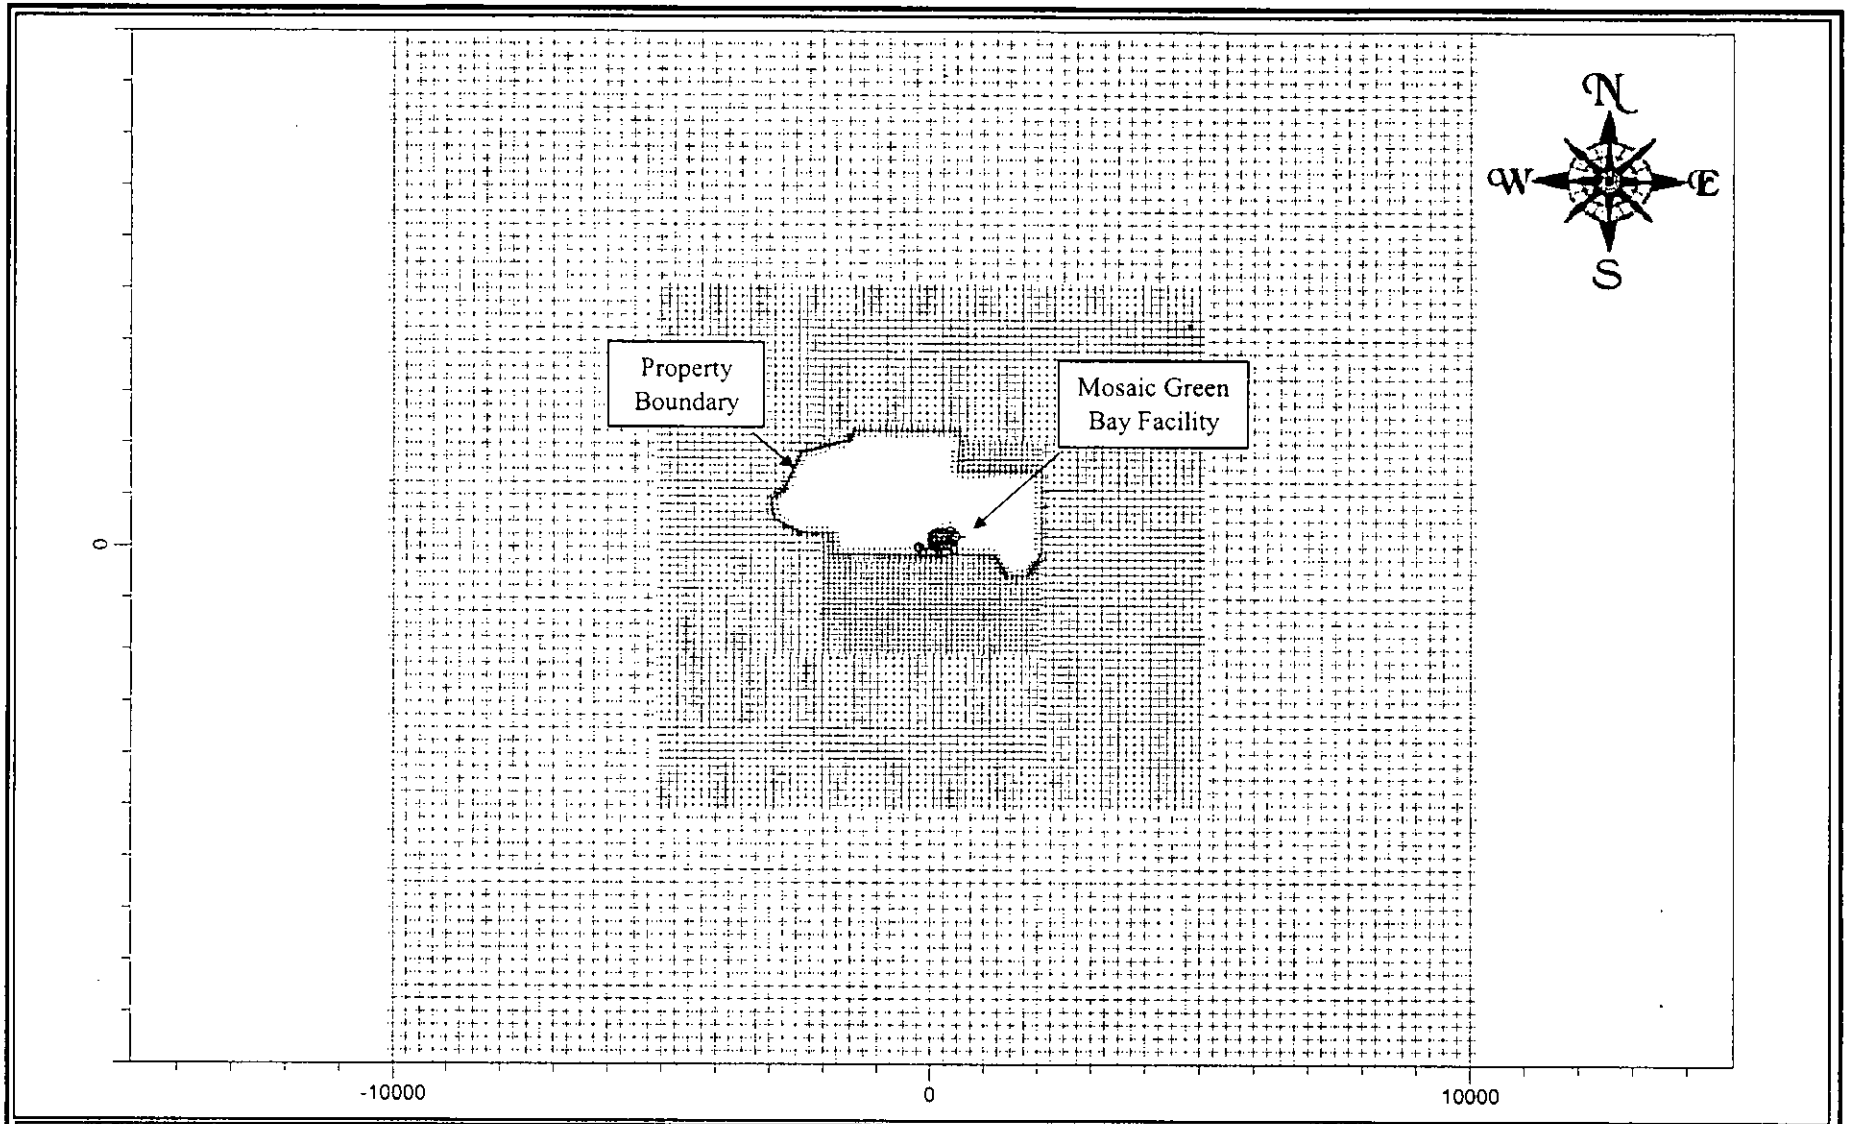 N
W E
S
Property
Boundary
Mosaic Green
Bay Facility
0
-10000 0 10000